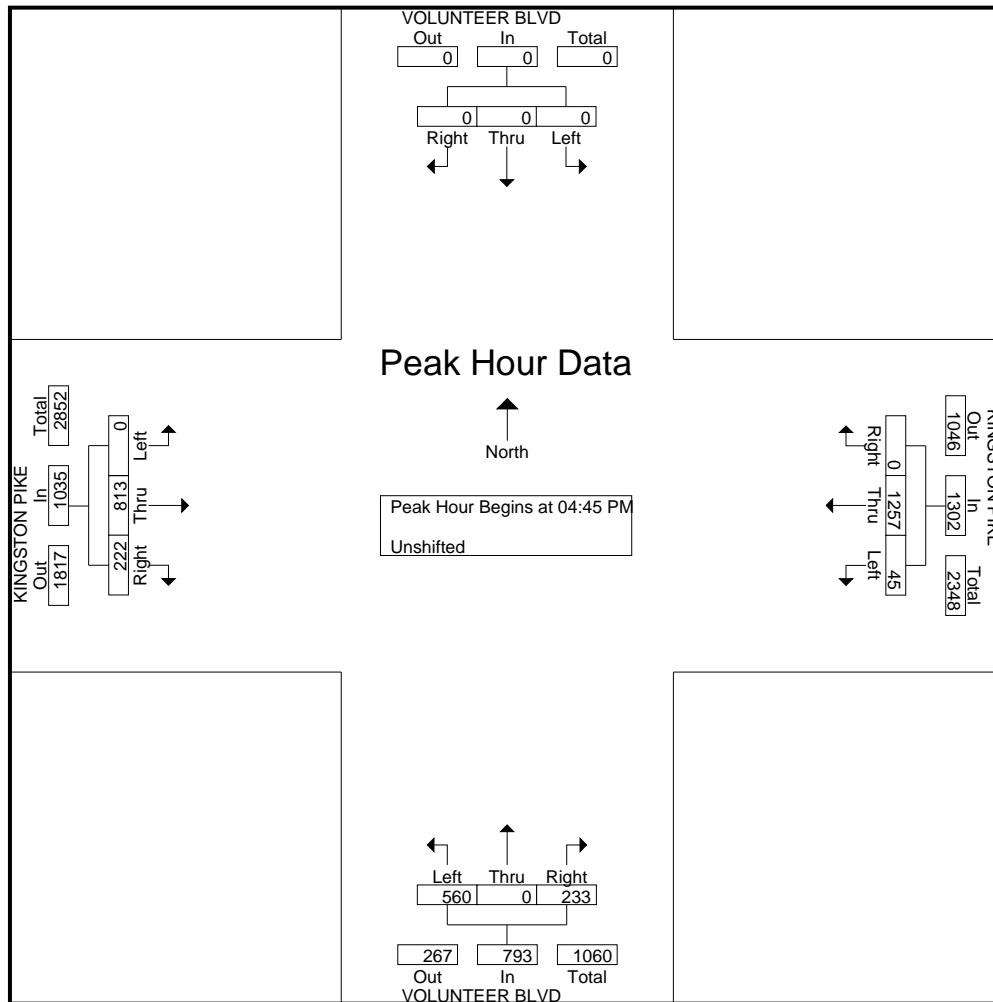 VOLUNTEER BLVD
Out In Total
0 0 0
0 0 0
Right Thru Left
Peak Hour Data
North
Peak Hour Begins at 04:45 PM
Unshifted
KINGSTON PIKE
Out In Total
1817 1035 2852
222 813 0
Right Thru Left
KINGSTON PIKE
Out In Total
1046 1302 2348
0 1257 45
Right Thru Left
Left Thru Right
560 0 233
267 793 1060
Out In Total
VOLUNTEER BLVD